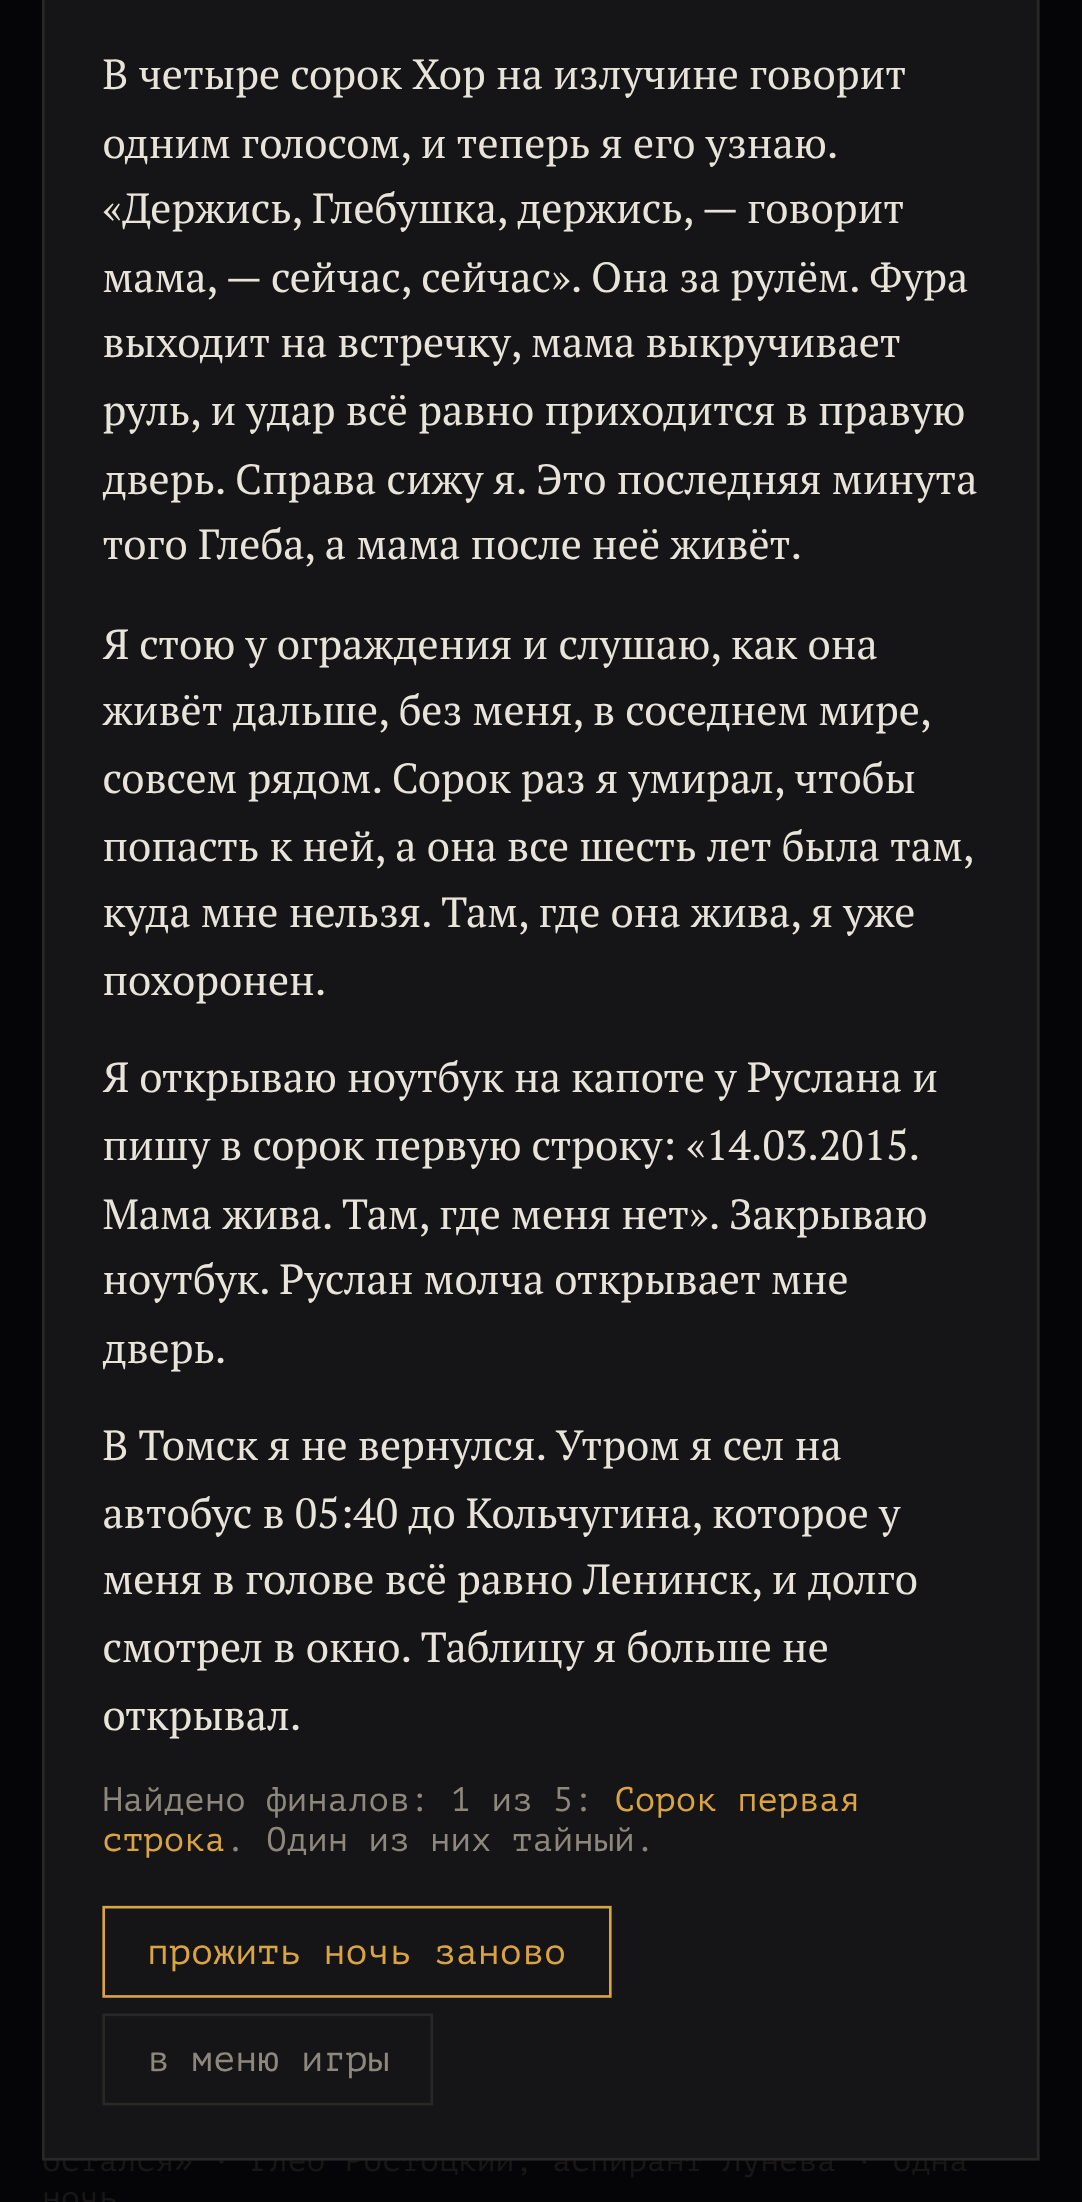 В четыре сорок Хор на излучине говорит
одним голосом, и теперь я его узнаю.
«Держись, Глебушка, держись, — говорит
мама, — сейчас, сейчас». Она за рулём. Фура
выходит на встречку, мама выкручивает
руль, и удар всё равно приходится в правую
дверь. Справа сижу я. Это последняя минута
того Глеба, а мама после неё живёт.
Я стою у ограждения и слушаю, как она
живёт дальше, без меня, в соседнем мире,
совсем рядом. Сорок раз я умирал, чтобы
попасть к ней, а она все шесть лет была там,
куда мне нельзя. Там, где она жива, я уже
похоронен.
Я открываю ноутбук на капоте у Руслана и
пишу в сорок первую строку: «14.03.2015.
Мама жива. Там, где меня нет». Закрываю
ноутбук. Руслан молча открывает мне
дверь.
В Томск я не вернулся. Утром я сел на
автобус в 05:40 до Кольчугина, которое у
меня в голове всё равно Ленинск, и долго
смотрел в окно. Таблицу я больше не
открывал.
Найдено финалов: 1 из 5: Сорок первая
строка. Один из них тайный.
прожить ночь заново
в меню игры
остался» · Глеб Ростоцкий, аспирант Лунёва · одна
ночь